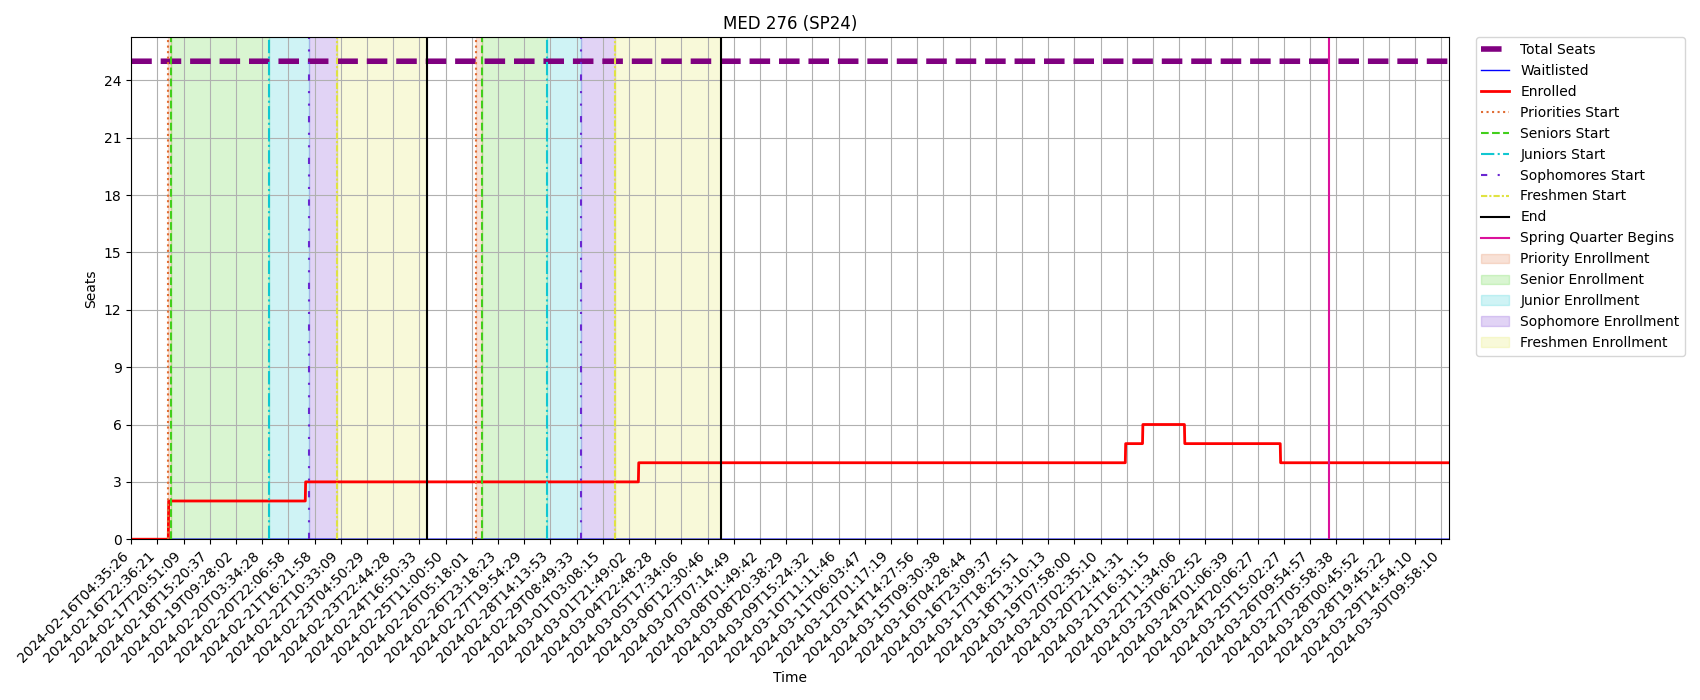 MED 276 (SP24)
Seats
24
21
18
15
12
9
6
3
0
2024-02-16T04:35:26
2024-02-16T22:36:21
2024-02-17T20:51:09
2024-02-18T15:20:37
2024-02-19T09:28:02
2024-02-20T03:34:28
2024-02-20T22:06:58
2024-02-21T16:21:58
2024-02-22T10:33:09
2024-02-23T04:50:29
2024-02-23T22:44:28
2024-02-24T16:50:33
2024-02-25T11:00:50
2024-02-26T05:18:01
2024-02-26T23:18:23
2024-02-27T19:54:29
2024-02-28T14:13:53
2024-02-29T08:49:33
2024-03-01T03:08:15
2024-03-01T21:49:02
2024-03-04T22:48:28
2024-03-05T17:34:06
2024-03-06T12:30:46
2024-03-07T07:14:49
2024-03-08T01:49:42
2024-03-08T20:38:29
2024-03-09T15:24:32
2024-03-10T11:11:46
2024-03-11T06:03:47
2024-03-12T01:17:19
2024-03-14T14:27:56
2024-03-15T09:30:38
2024-03-16T04:28:44
2024-03-16T23:09:37
2024-03-17T18:25:51
2024-03-18T13:10:13
2024-03-19T07:58:00
2024-03-20T02:35:10
2024-03-20T21:41:31
2024-03-21T16:31:15
2024-03-22T11:34:06
2024-03-23T06:22:52
2024-03-24T01:06:39
2024-03-24T20:06:27
2024-03-25T15:02:27
2024-03-26T09:54:57
2024-03-27T05:58:38
2024-03-28T00:45:52
2024-03-28T19:45:22
2024-03-29T14:54:10
2024-03-30T09:58:10
Time
Total Seats
Waitlisted
Enrolled
Priorities Start
Seniors Start
Juniors Start
Sophomores Start
Freshmen Start
End
Spring Quarter Begins
Priority Enrollment
Senior Enrollment
Junior Enrollment
Sophomore Enrollment
Freshmen Enrollment